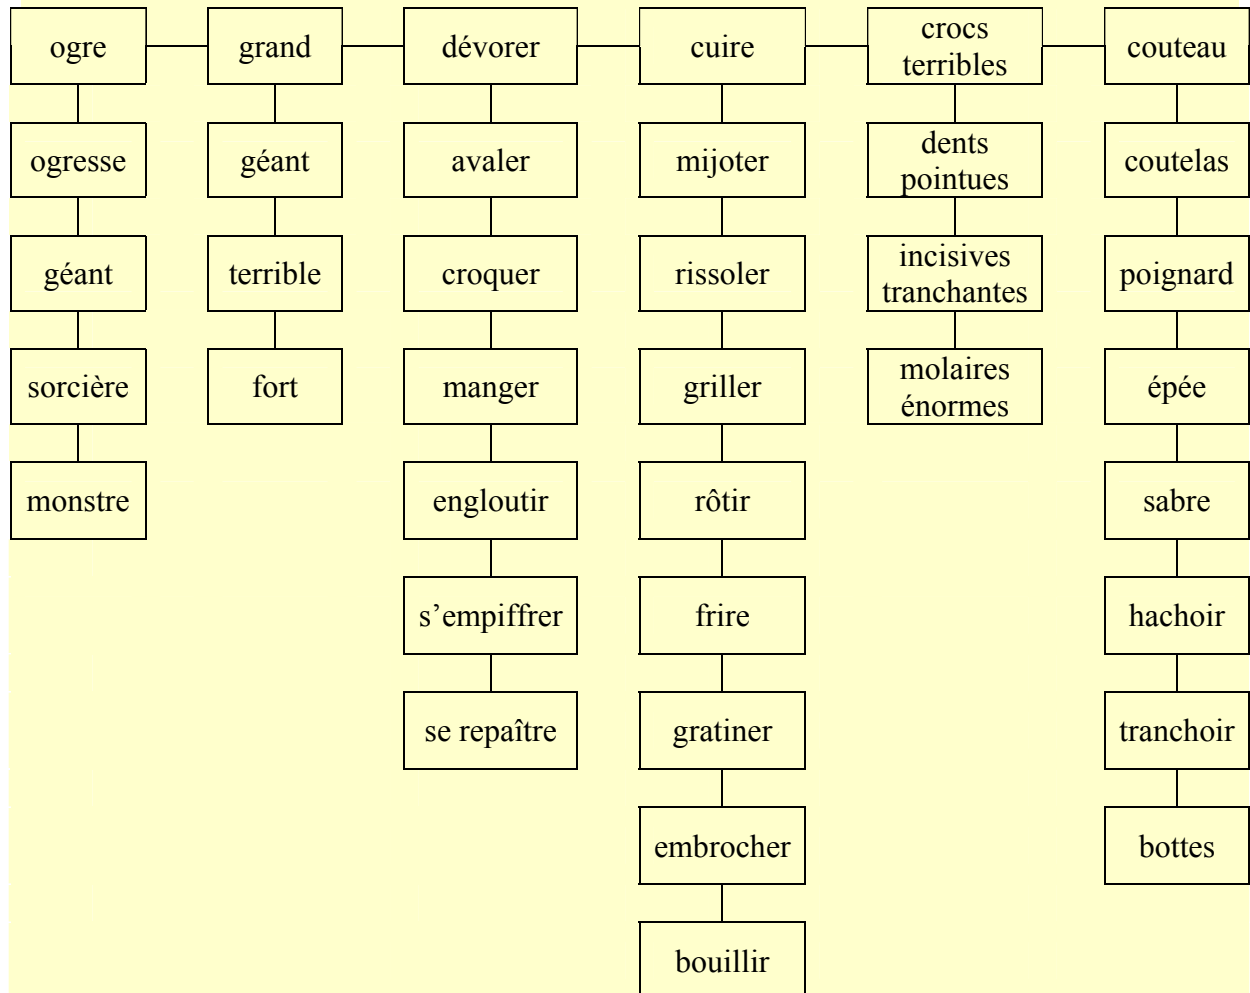 ogre
grand
dévorer
cuire
crocs
terribles
couteau
ogresse
géant
avaler
mijoter
dents
pointues
coutelas
géant
terrible
croquer
rissoler
incisives
tranchantes
poignard
sorcière
fort
manger
griller
molaires
énormes
épée
monstre
engloutir
rôtir
sabre
s’empiffrer
frire
hachoir
se repaître
gratiner
tranchoir
embrocher
bottes
bouillir